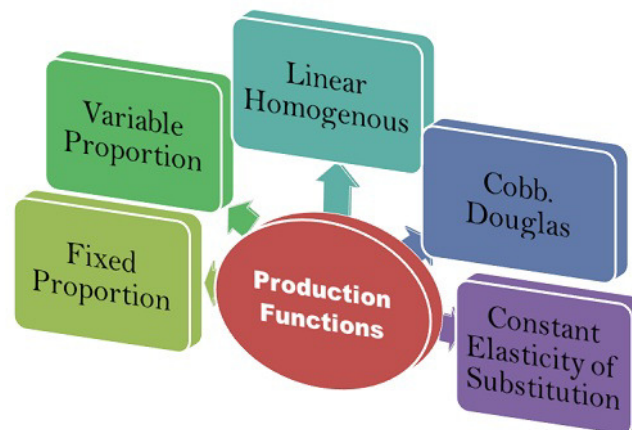 Linear
Homogenous
Variable
Proportion
Cobb.
Douglas
Fixed
Proportion
Production
Functions
Constant
Elasticity of
Substitution